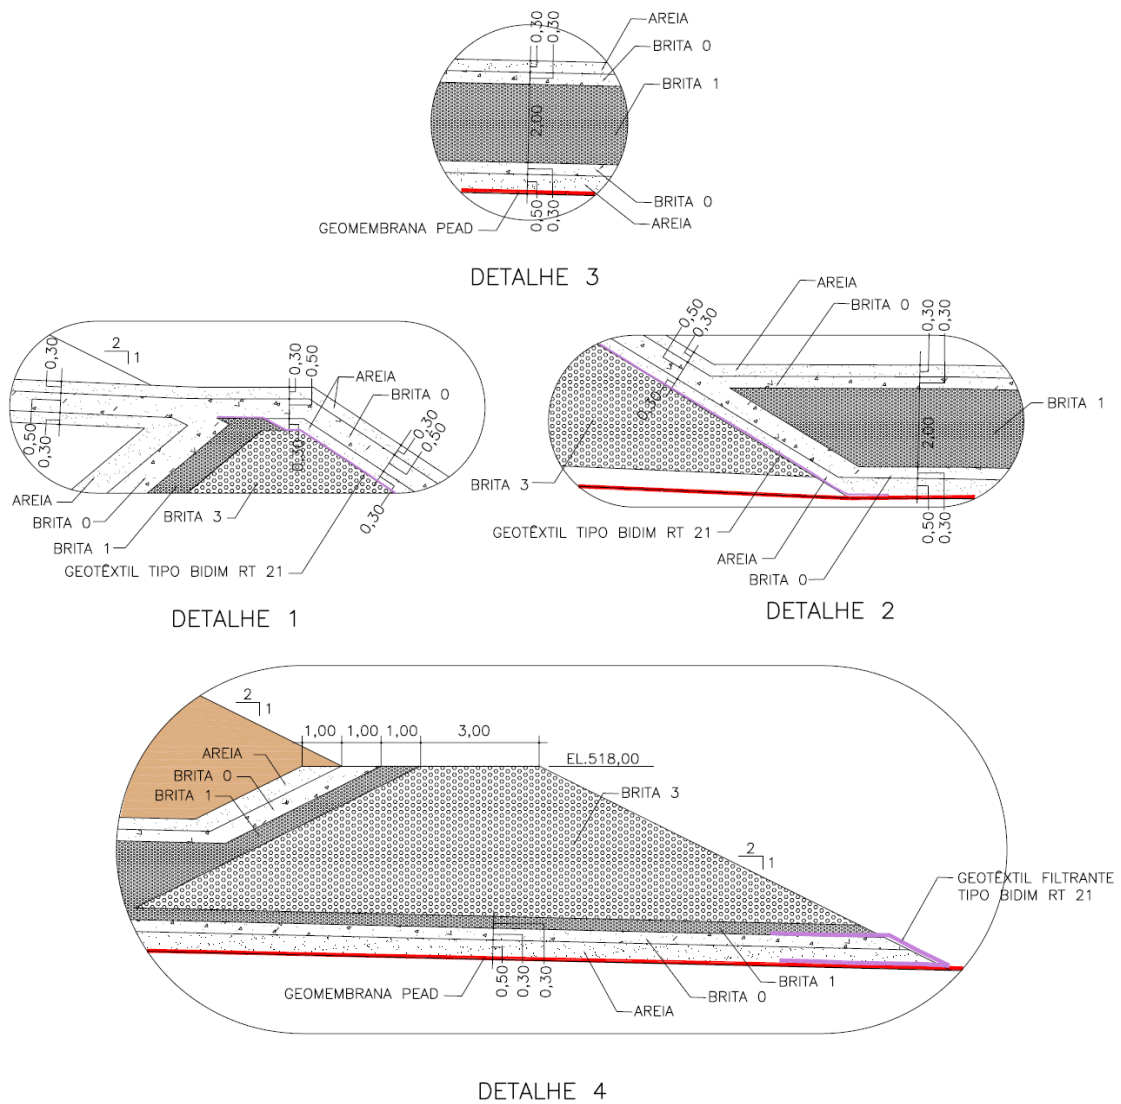 0,30
0,30
AREIA
BRITA 0
BRITA 1
2,00
BRITA 0
0,50
0,30
AREIA
GEOMEMBRANA PEAD
DETALHE 3
2
1
0,30
0,30
0,50
AREIA
BRITA 0
0,30
0,50
0,50
0,30
0,30
0,30
AREIA
BRITA 0
BRITA 3
BRITA 1
GEOTÊXTIL TIPO BIDIM RT 21
DETALHE 1
AREIA
BRITA 0
0,50
0,30
0,30
0,30
0,30
BRITA 1
2,00
BRITA 3
GEOTÊXTIL TIPO BIDIM RT 21
AREIA
BRITA 0
0,50
0,30
DETALHE 2
2
1
1,00
1,00
1,00
3,00
EL.518,00
AREIA
BRITA 0
BRITA 1
BRITA 3
2
1
GEOTÊXTIL FILTRANTE
TIPO BIDIM RT 21
0,50
0,30
0,30
GEOMEMBRANA PEAD
BRITA 1
BRITA 0
AREIA
DETALHE 4